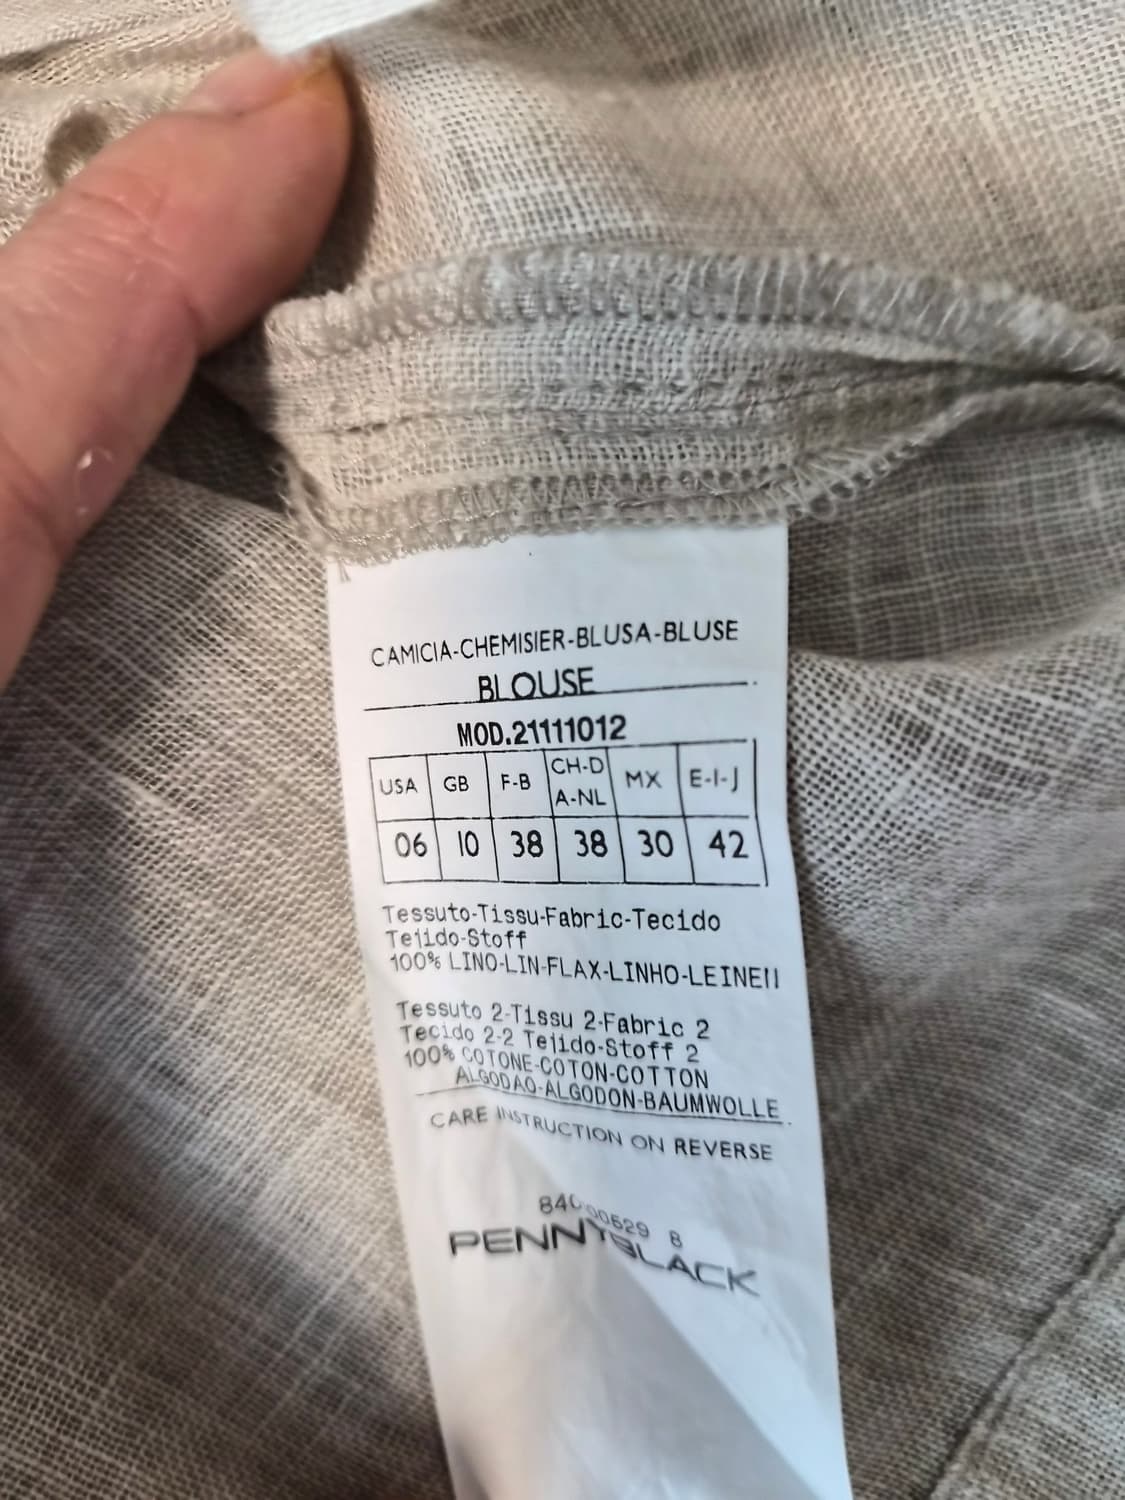 CAMICIA-CHEMISIER-BLUSA-BLUSE
BLOUSE
MOD.21111012
USA GB F-B CH-D A-NL MX E-I-J
06 10 38 38 30 42
Tessuto-Tissu-Fabric-Tecido
Tejido-Stoff
100% LINO-LIN-FLAX-LINHO-LEINEN
Tessuto 2-Tissu 2-Fabric 2
Tecido 2-2 Tejido-Stoff 2
100% COTONE-COTON-COTTON
ALGODAO-ALGODON-BAUMWOLLE
CARE INSTRUCTION ON REVERSE
8
PENNYBLACK